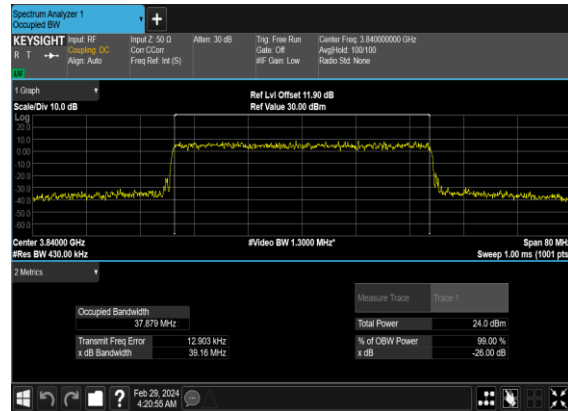 Spectrum Analyzer 1
Occupied BW
+
KEYSIGHT Input: RF Input Z: 50 Ω Atten: 30 dB Trig: Free Run Center Freq: 3.840000000 GHz
R T Coupling: DC Corr CCorr Gate: Off Avg|Hold: 100/100
Align: Auto Freq Ref: Int (S) #IF Gain: Low Radio Std: None
LW
1 Graph
Ref Lvl Offset 11.90 dB
Scale/Div 10.0 dB Ref Value 30.00 dBm
Log
20.0
10.0
0.00
-10.0
-20.0
-30.0
-40.0
-50.0
-60.0
Center 3.84000 GHz #Video BW 1.3000 MHz* Span 80 MHz
#Res BW 430.00 kHz Sweep 1.00 ms (1001 pts
2 Metrics
Measure Trace Trace 1
Occupied Bandwidth
37.879 MHz
Total Power 24.0 dBm
Transmit Freq Error 12.903 kHz % of OBW Power 99.00 %
x dB Bandwidth 39.16 MHz x dB -26.00 dB
? Feb 29, 2024
4:20:55 AM